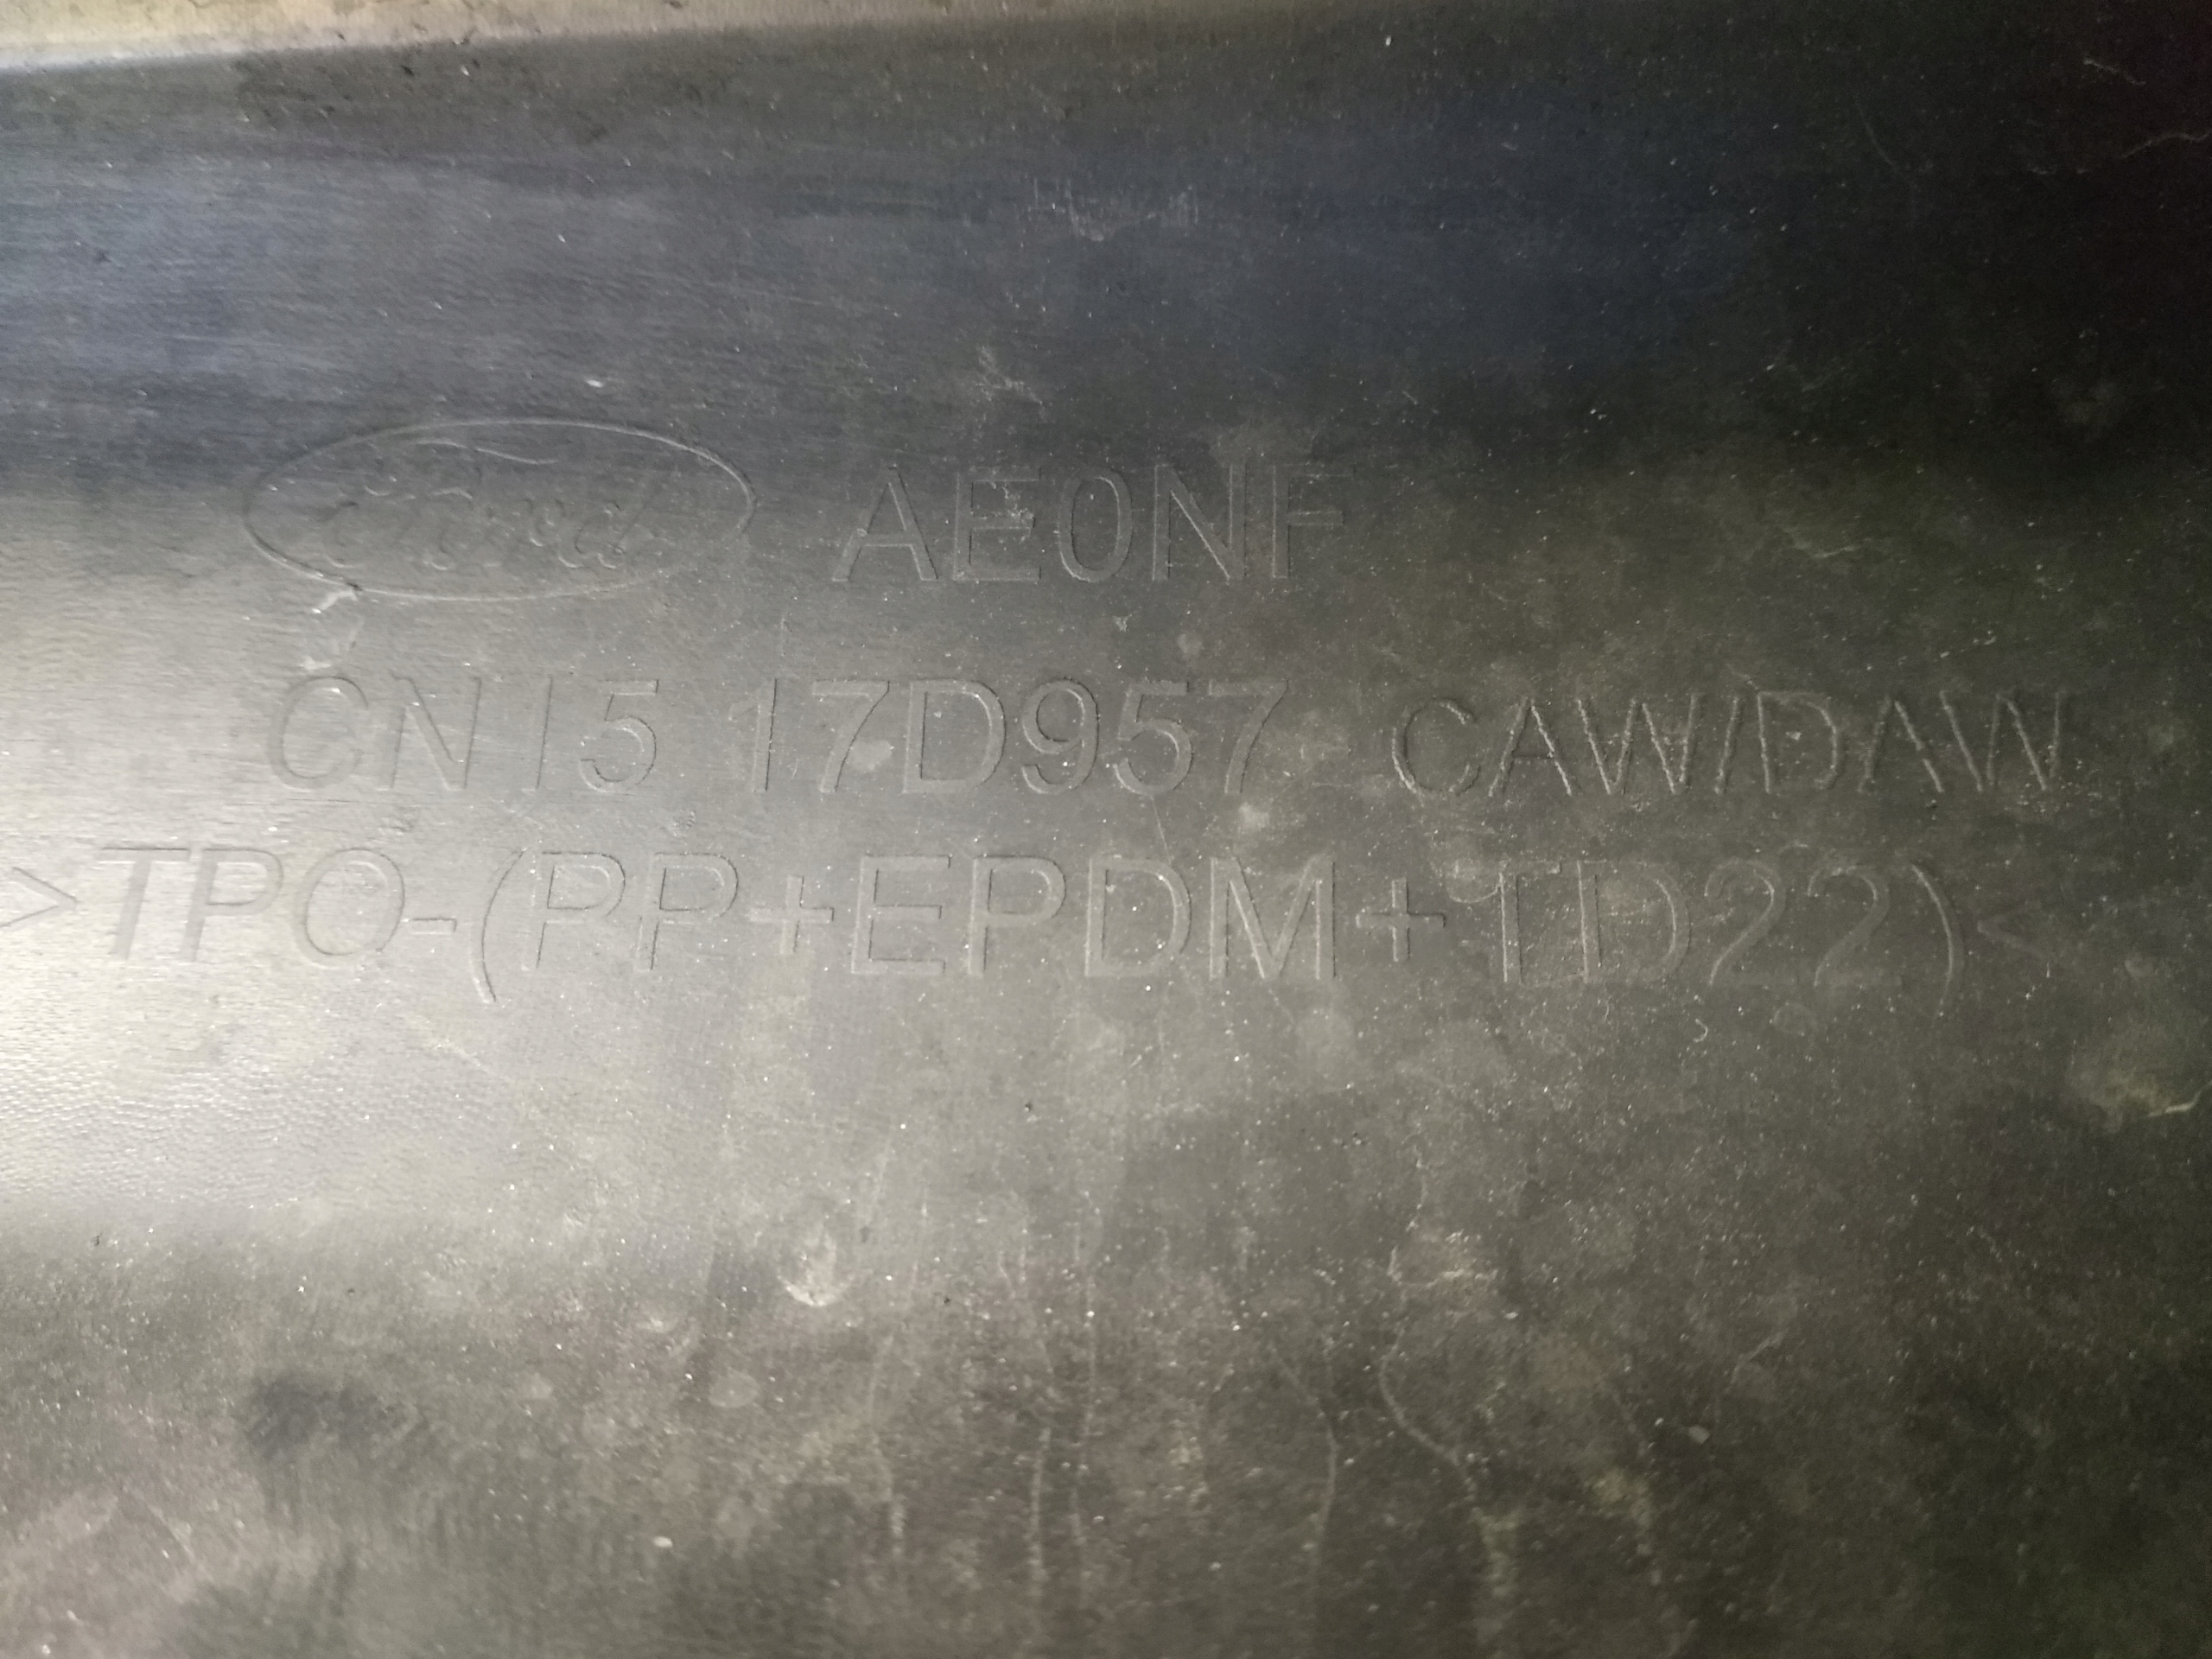 Ford AE0NF
CN15 17D957 CAW/DAW
>TPO-(PP+EPDM+TD22)<